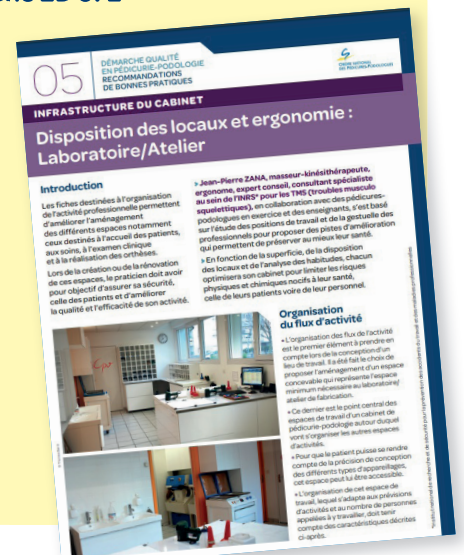 05
DÉMARCHE QUALITÉ
EN PÉDICURIE-PODOLOGIE
RECOMMANDATIONS
DE BONNES PRATIQUES
INFRASTRUCTURE DU CABINET
Disposition des locaux et ergonomie :
Laboratoire/Atelier
Introduction
Les fiches destinées à l'organisation
de l'activité professionnelle permettent
d'améliorer l'aménagement
des différents espaces notamment
ceux destinés à l'accueil des patients,
aux soins, à l'examen clinique
et à la réalisation des orthèses.
Lors de la création ou de la rénovation
de ces espaces, le praticien doit avoir
pour objectif d'assurer sa sécurité,
celle des patients et d'améliorer
la qualité et l'efficacité de son activité.
▸ Jean-Pierre ZANA, masseur-kinésithérapeute,
ergonome, expert conseil, consultant spécialiste
au sein de l'INRS* pour les TMS (troubles musculo
squelettiques), en collaboration avec des pédicures-
podologues en exercice et des enseignants, s'est basé
sur l'étude des positions de travail et de la gestuelle des
professionnels pour proposer des pistes d'amélioration
qui permettent de préserver au mieux leur santé.
▸ En fonction de la superficie, de la disposition
des locaux et de l'analyse des habitudes, chacun
optimisera son cabinet pour limiter les risques
physiques et chimiques nocifs à leur santé,
celle de leurs patients voire de leur personnel.
Organisation
du flux d'activité
• L'organisation des flux de l'activité
est le premier élément à prendre en
compte lors de la conception d'un
lieu de travail. Il a été fait le choix de
proposer l'aménagement d'un espace
concevable qui représente l'espace
minimum nécessaire au laboratoire/
atelier de fabrication.
• Ce dernier est le point central des
espaces de travail d'un cabinet de
pédicurie-podologie autour duquel
vont s'organiser les autres espaces
d'activités.
• Pour que le patient puisse se rendre
compte de la précision de conception
des différents types d'appareillages,
cet espace peut lui être accessible.
• L'organisation de cet espace de
travail, lequel s'adapte aux prévisions
d'activités et au nombre de personnes
appelées à y travailler, doit tenir
compte des caractéristiques décrites
ci-après.